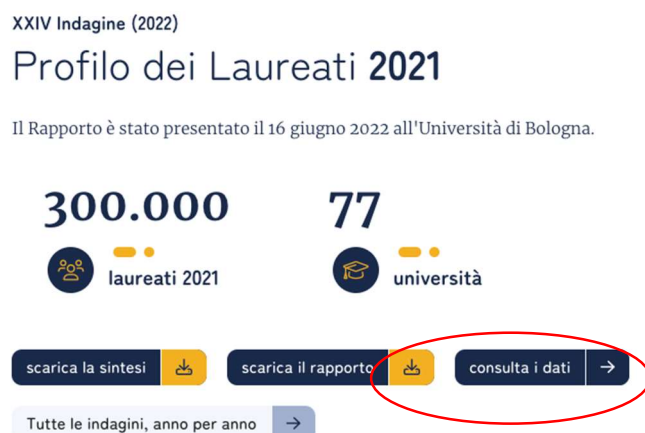 XXIV Indagine (2022)
Profilo dei Laureati 2021
Il Rapporto è stato presentato il 16 giugno 2022 all'Università di Bologna.
300.000 77
laureati 2021 università
scarica la sintesi scarica il rapporto consulta i dati
Tutte le indagini, anno per anno